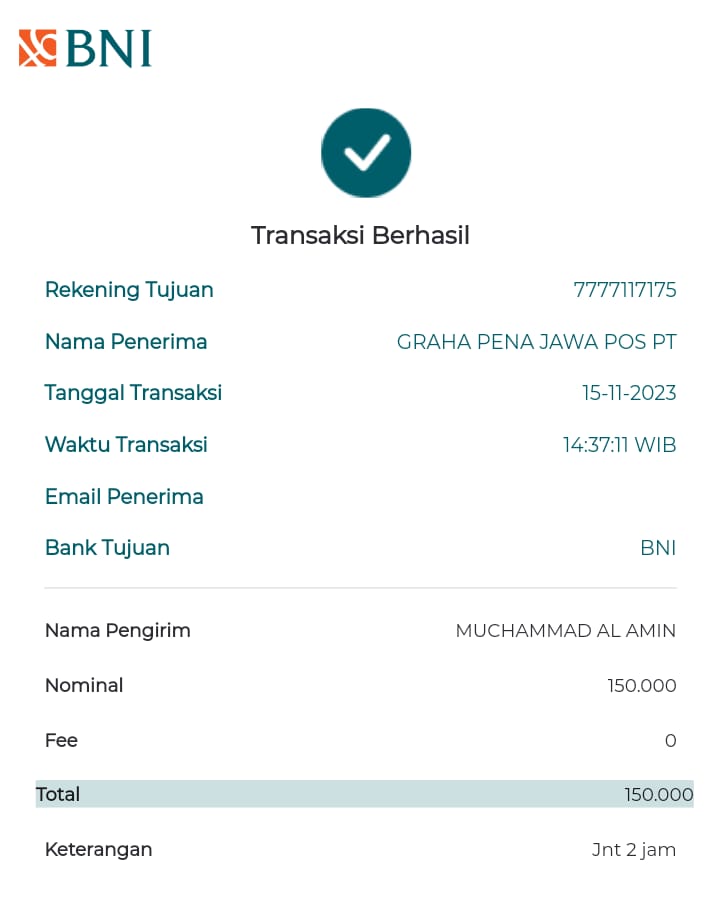 BNI
Transaksi Berhasil
Rekening Tujuan 7777117175
Nama Penerima GRAHA PENA JAWA POS PT
Tanggal Transaksi 15-11-2023
Waktu Transaksi 14:37:11 WIB
Email Penerima
Bank Tujuan BNI
Nama Pengirim MUCHAMMAD AL AMIN
Nominal 150.000
Fee 0
Total 150.000
Keterangan Jnt 2 jam